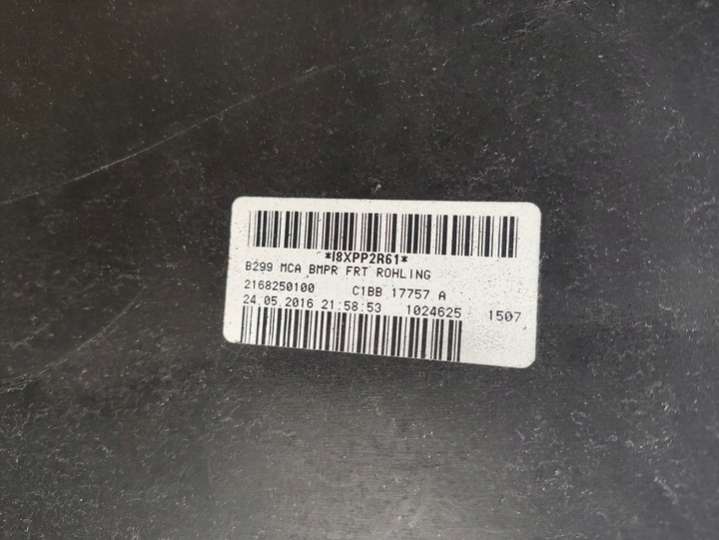 *I8XPP2R61*
B299 MCA BMPR FRT ROHLING
2168250100 C1BB 17757 A
24.05.2016 21:58:53 1024625 1507